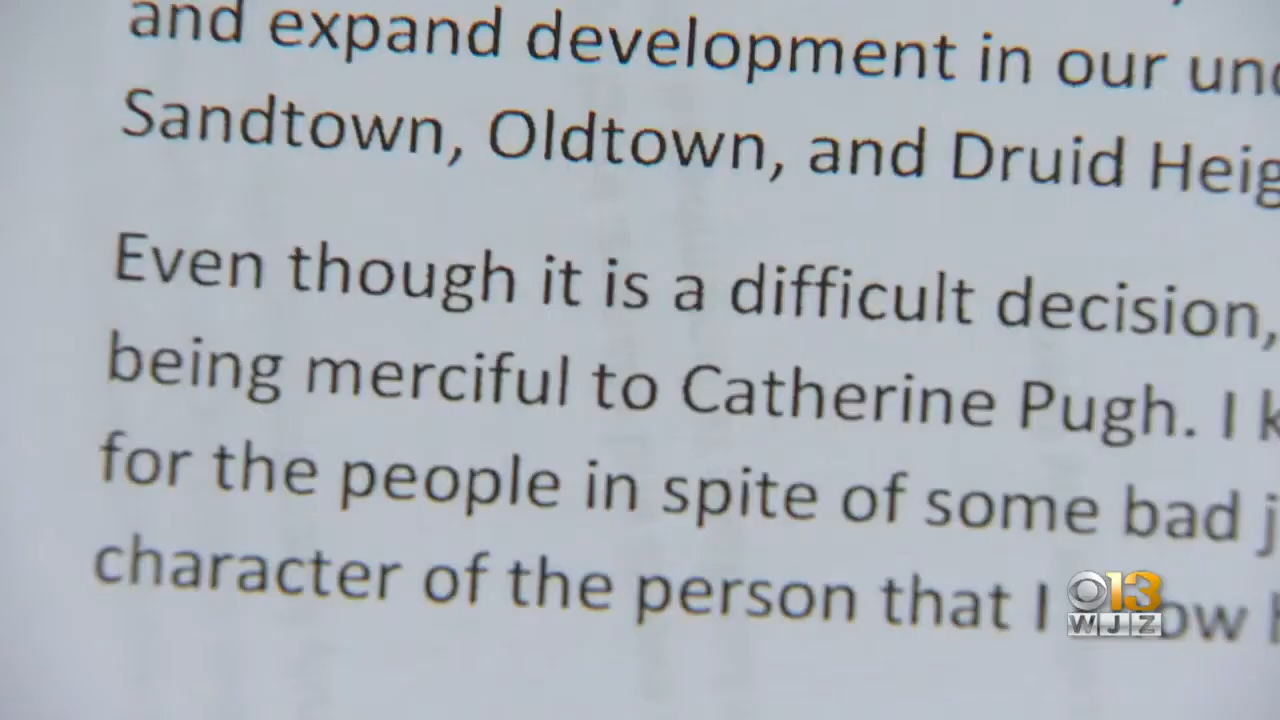 and expand development in our un
Sandtown, Oldtown, and Druid Heig
Even though it is a difficult decision,
being merciful to Catherine Pugh. I k
for the people in spite of some bad j
character of the person that I
13
WJZ